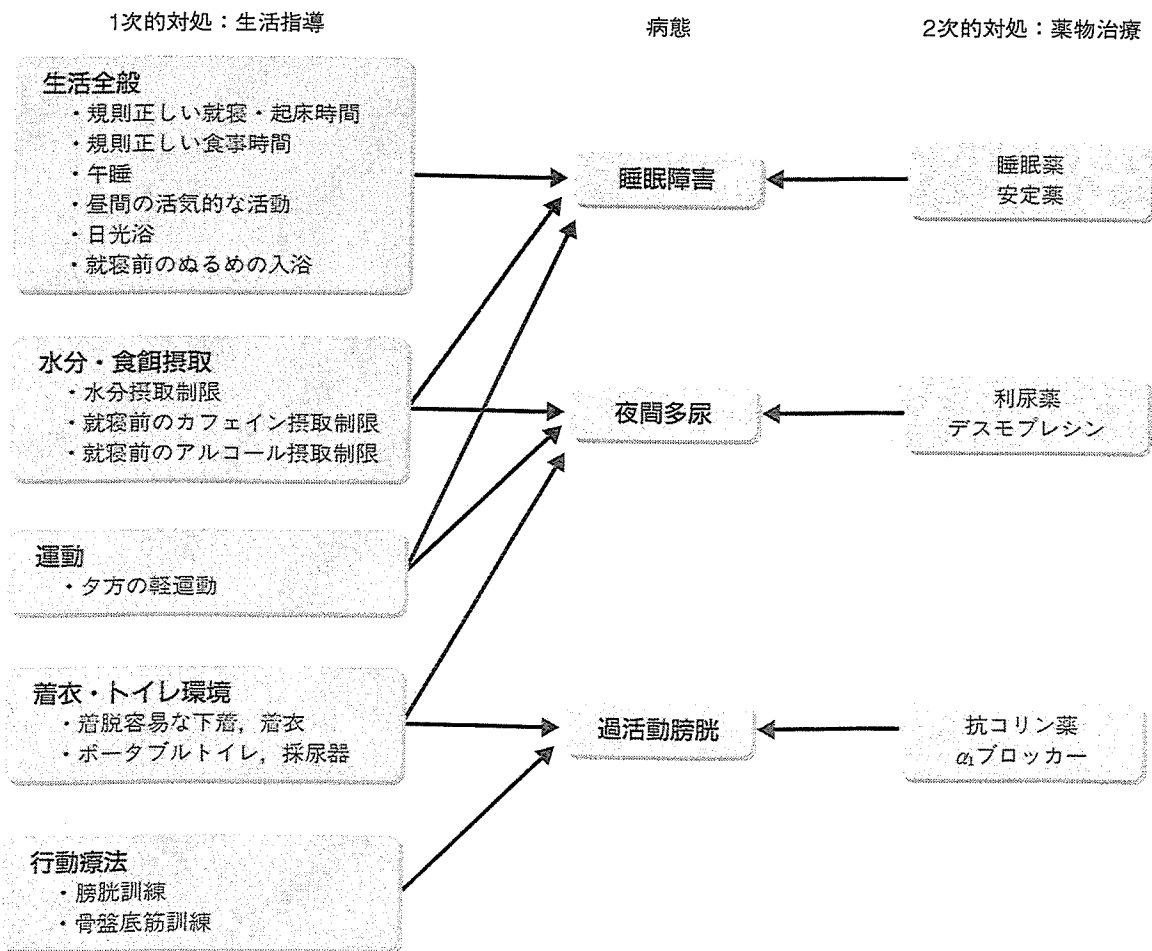 1次的対処：生活指導
病態
2次的対処：薬物治療
生活全般
・規則正しい就寝・起床時間
・規則正しい食事時間
・午睡
・昼間の活気的な活動
・日光浴
・就寝前のぬるめの入浴
睡眠障害
睡眠薬
安定薬
水分・食餌摂取
・水分摂取制限
・就寝前のカフェイン摂取制限
・就寝前のアルコール摂取制限
夜間多尿
利尿薬
デスモプレシン
運動
・夕方の軽運動
着衣・トイレ環境
・着脱容易な下着，着衣
・ポータブルトイレ，採尿器
過活動膀胱
抗コリン薬
α₁ブロッカー
行動療法
・膀胱訓練
・骨盤底筋訓練